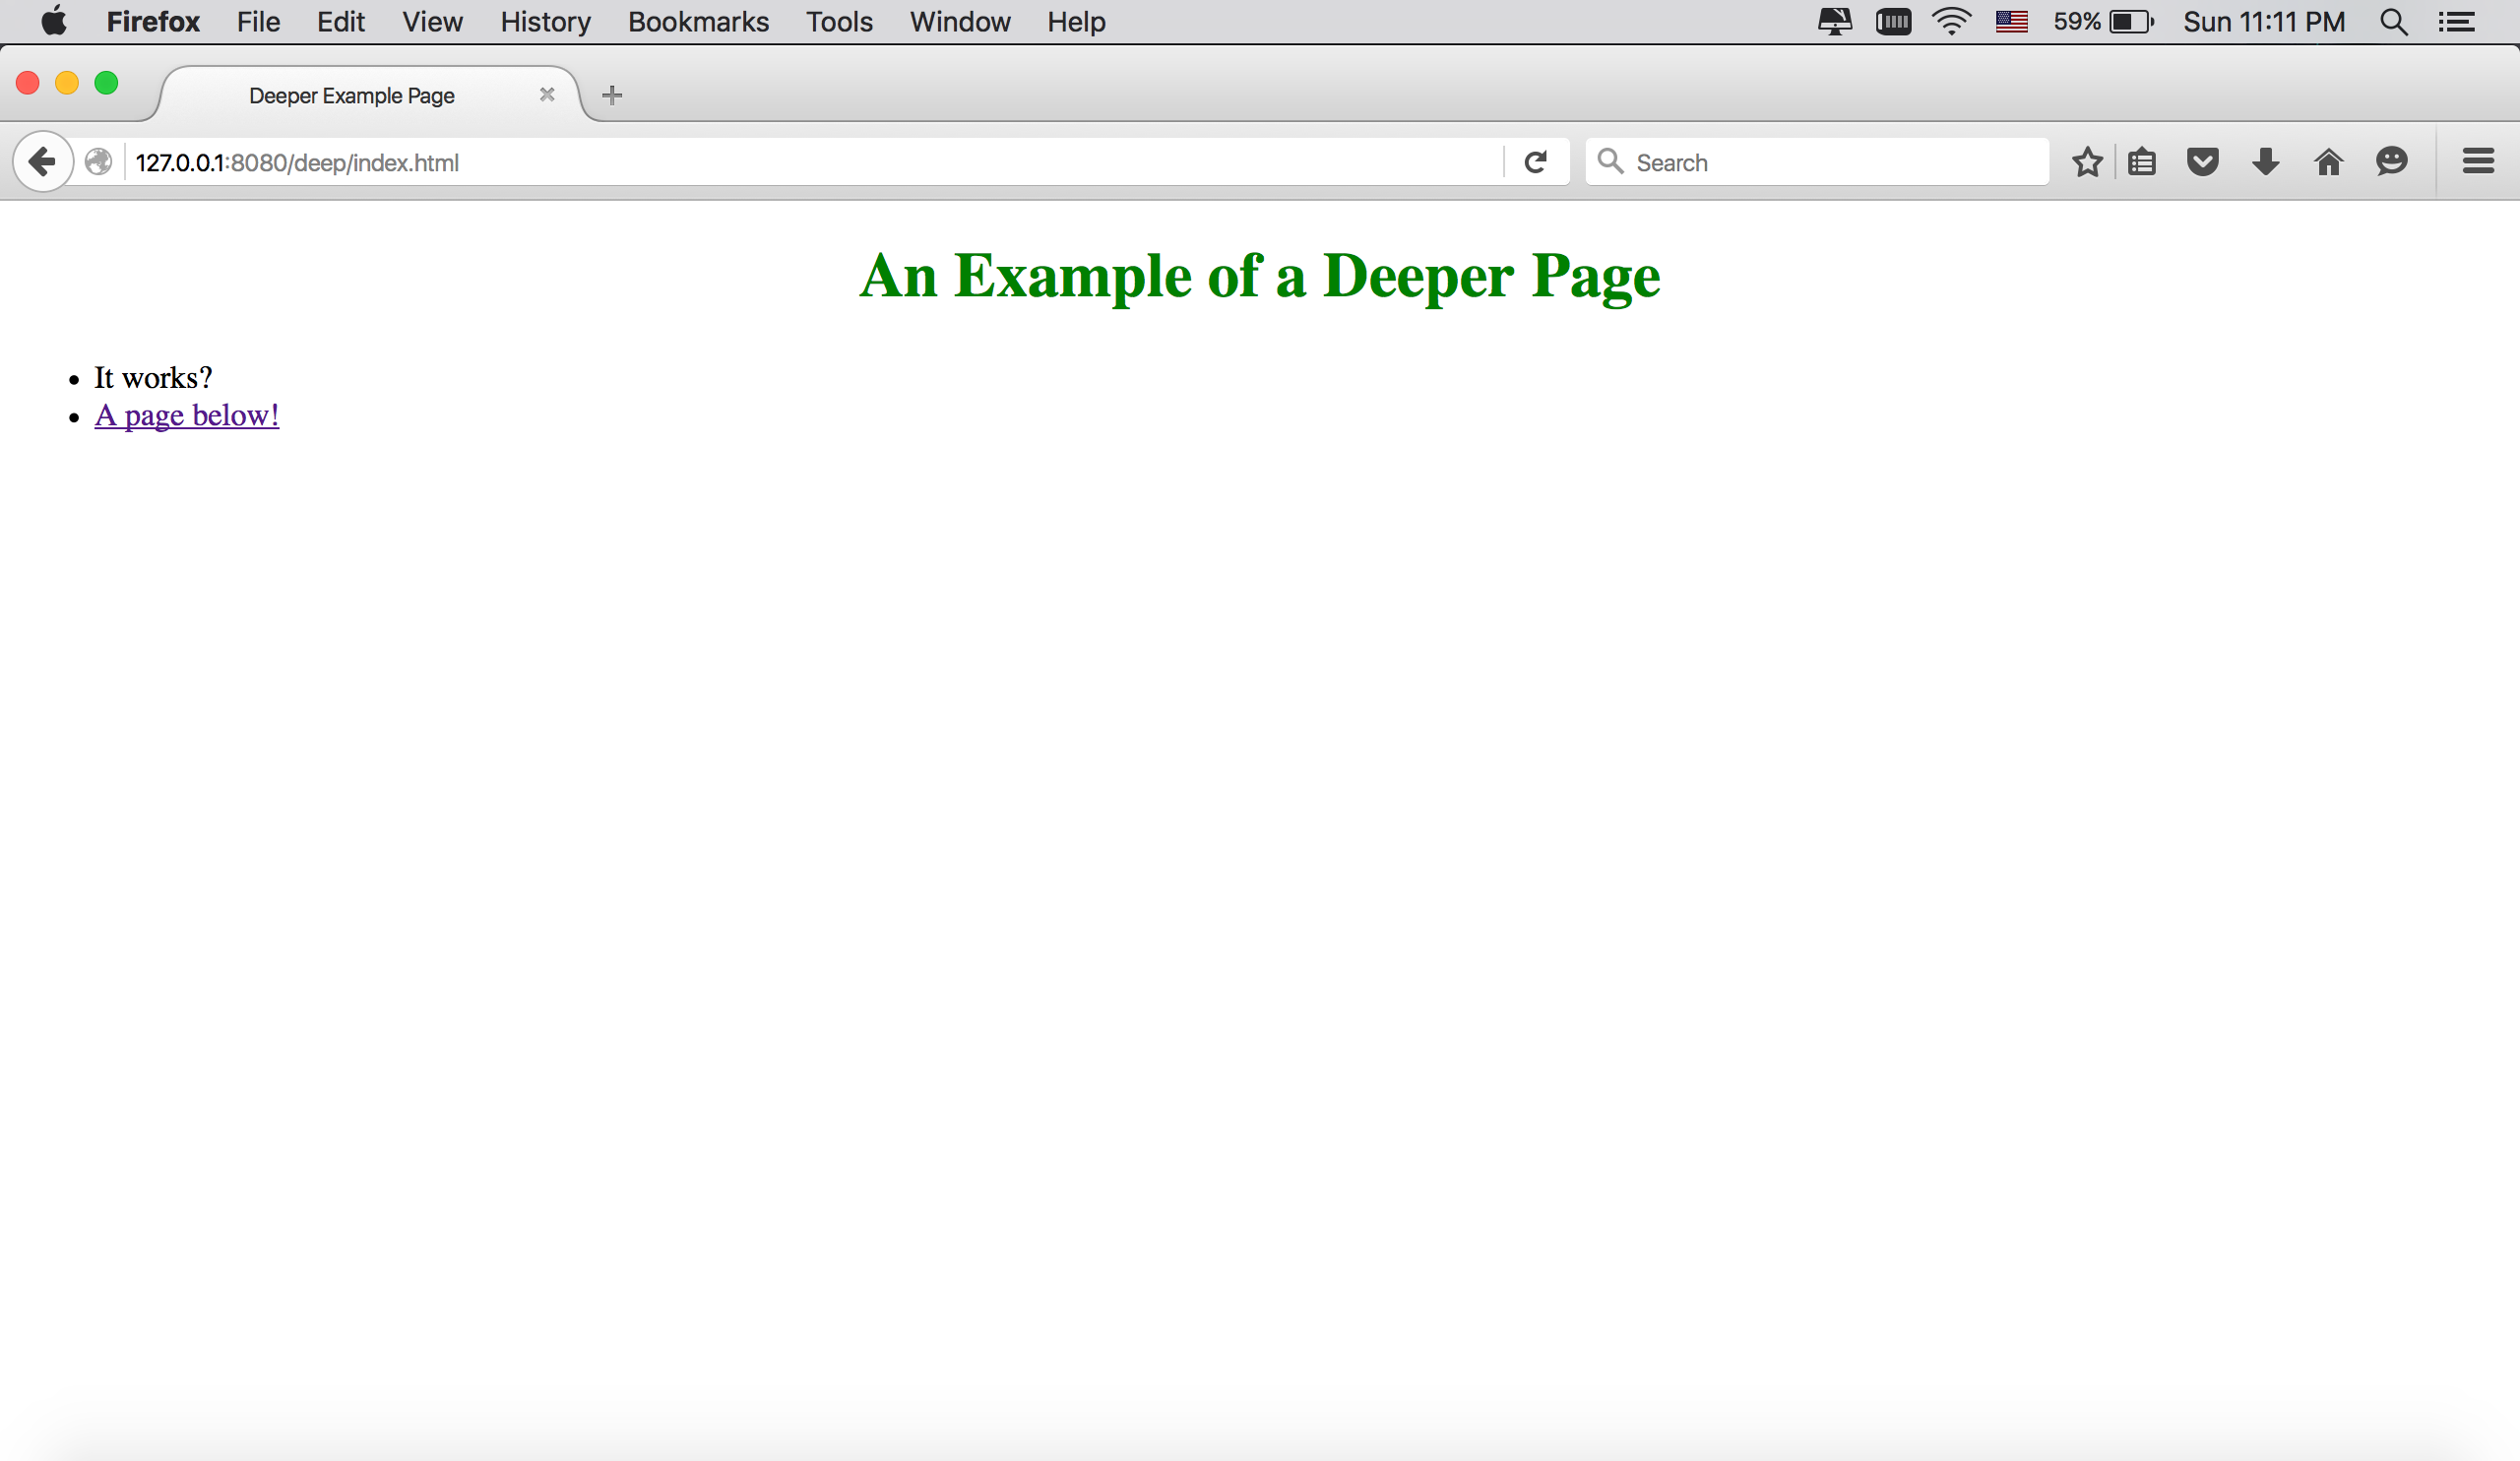 Firefox File Edit View History Bookmarks Tools Window Help 59% Sun 11:11 PM
Deeper Example Page
127.0.0.1:8080/deep/index.html Search
An Example of a Deeper Page
It works?
A page below!